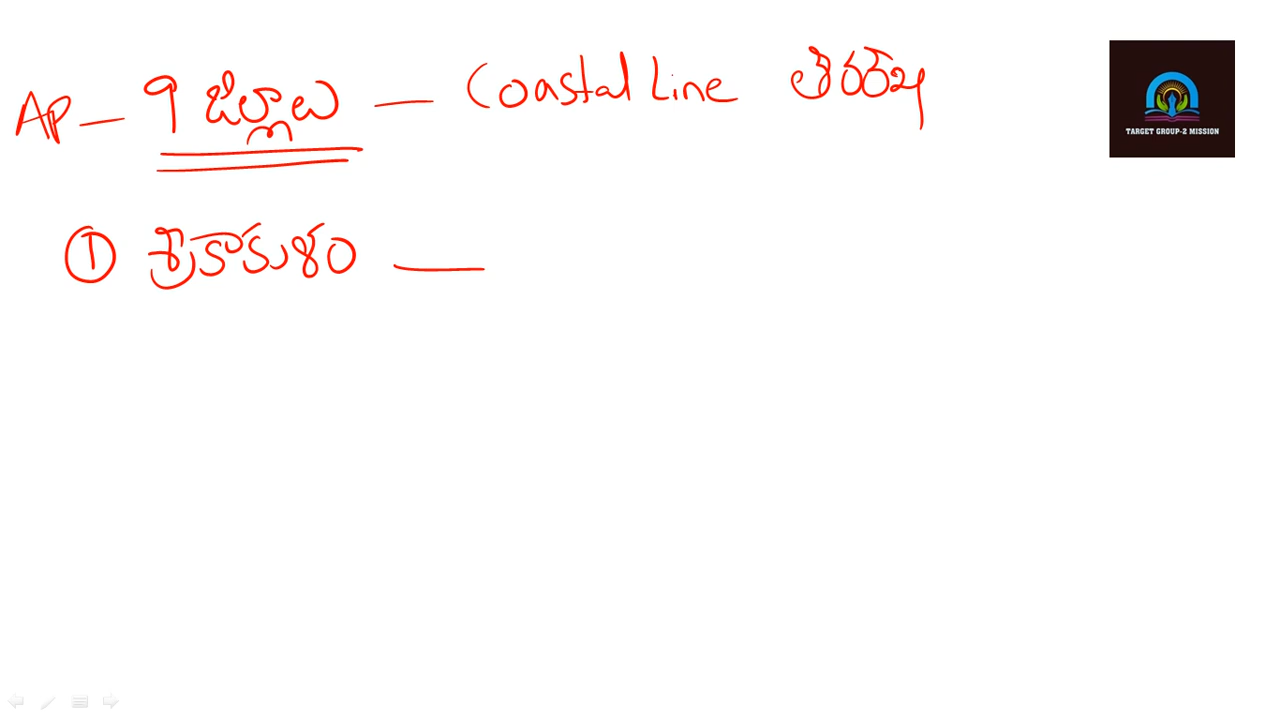 AP — 9 జిల్లాలు — Coastal Line తీరరేఖ
TARGET GROUP-2 MISSION
① శ్రీకాకుళం —